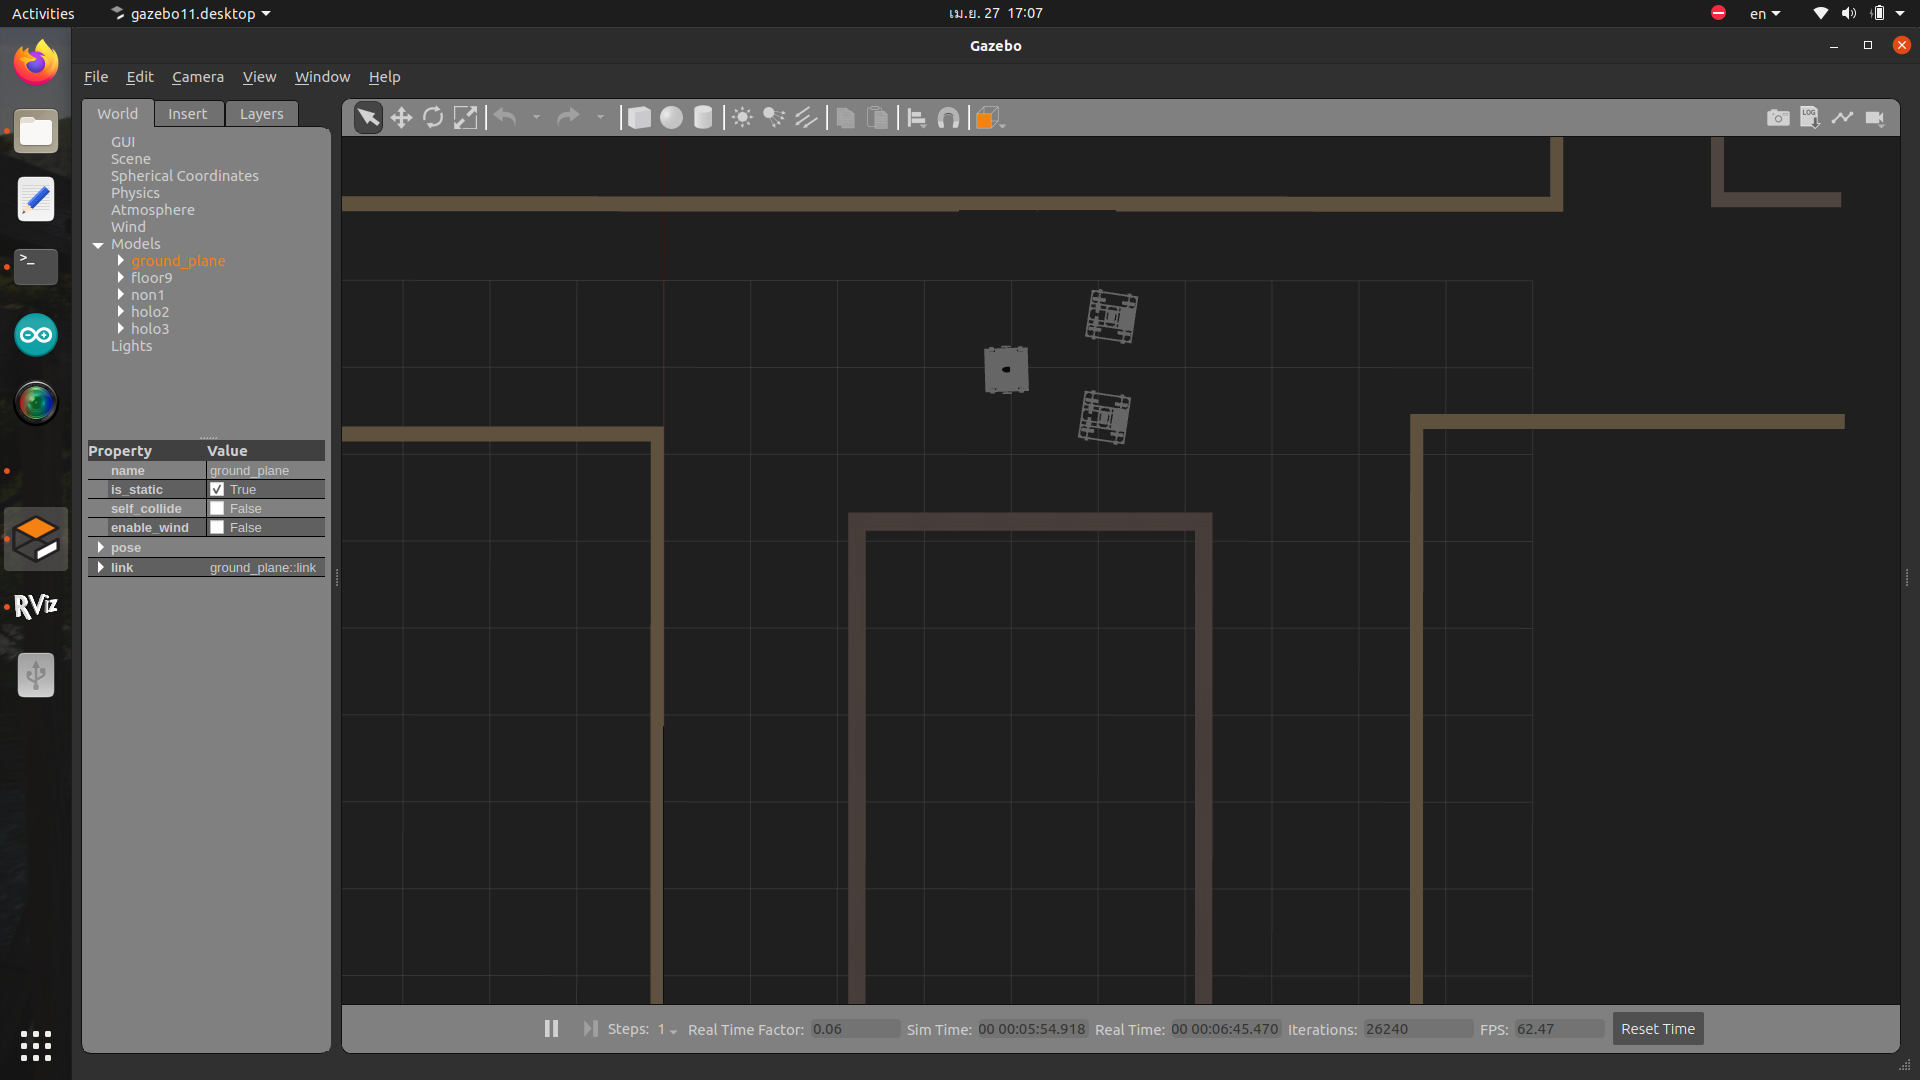 Activities gazebo11.desktop เม.ย. 27 17:07 en
Gazebo
File Edit Camera View Window Help
World Insert Layers
LOG
GUI
Scene
Spherical Coordinates
Physics
Atmosphere
Wind
Models
ground_plane
floor9
non1
holo2
holo3
Lights
Property Value
name ground_plane
is_static True
self_collide False
enable_wind False
pose
link ground_plane::link
>_
RViz
Steps: 1 Real Time Factor: 0.06 Sim Time: 00 00:05:54.918 Real Time: 00 00:06:45.470 Iterations: 26240 FPS: 62.47 Reset Time